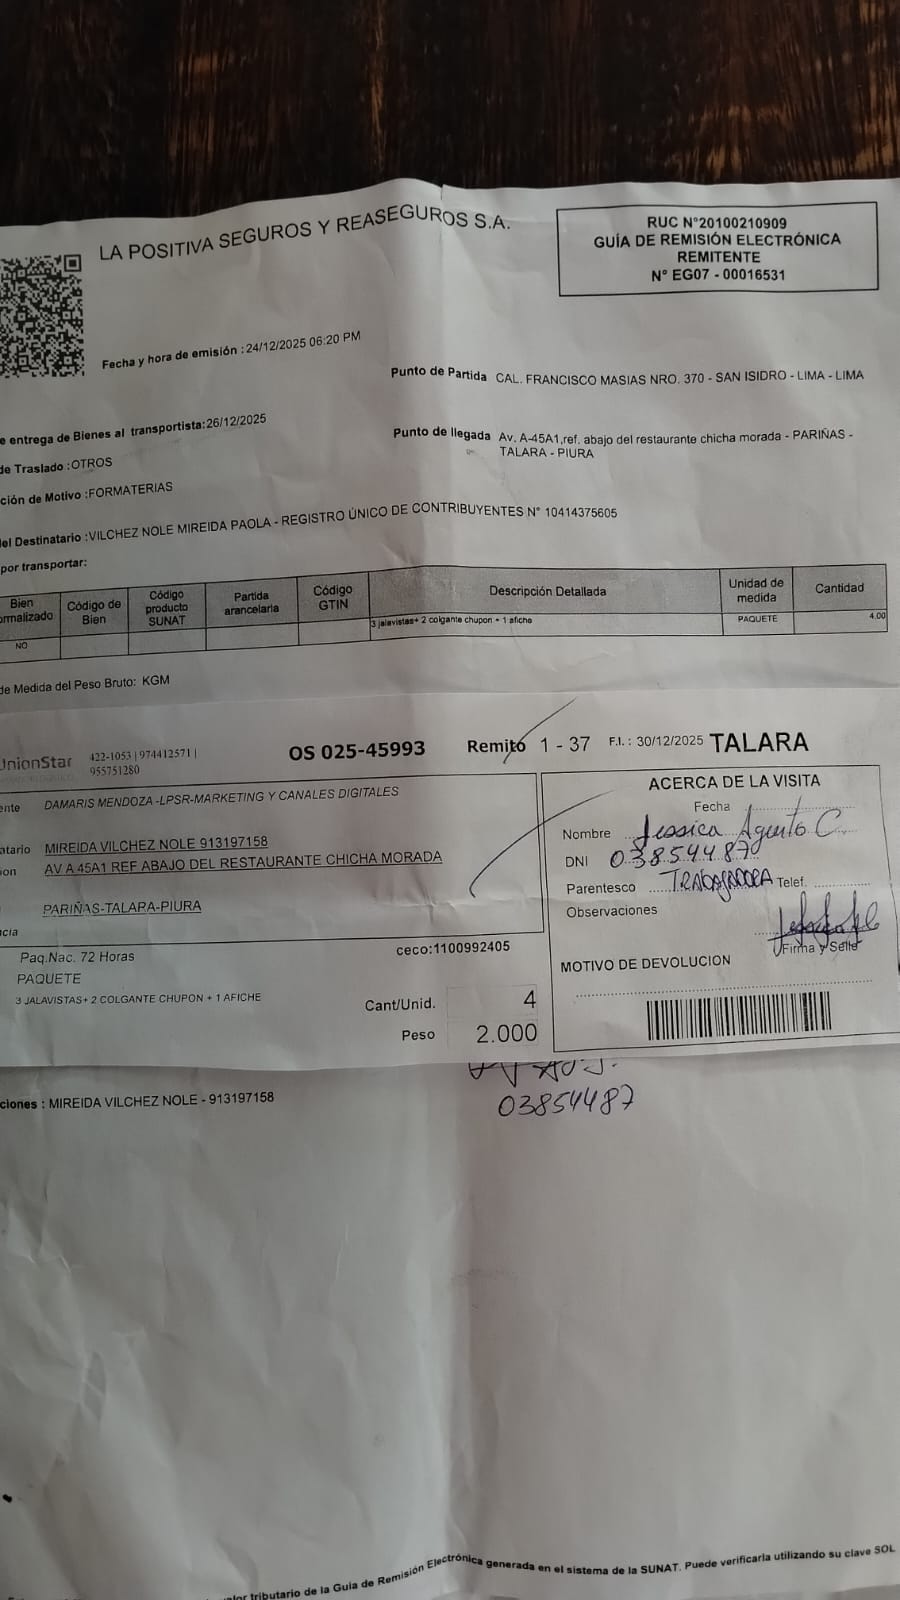 LA POSITIVA SEGUROS Y REASEGUROS S.A.
RUC N°20100210909
GUÍA DE REMISIÓN ELECTRÓNICA
REMITENTE
N° EG07 - 00016531
Fecha y hora de emisión : 24/12/2025 06:20 PM
Punto de Partida CAL. FRANCISCO MASIAS NRO. 370 - SAN ISIDRO - LIMA - LIMA
e entrega de Bienes al transportista:26/12/2025
Punto de llegada Av. A-45A1,ref. abajo del restaurante chicha morada - PARIÑAS -
TALARA - PIURA
de Traslado :OTROS
ción de Motivo :FORMATERIAS
el Destinatario :VILCHEZ NOLE MIREIDA PAOLA - REGISTRO ÚNICO DE CONTRIBUYENTES N° 10414375605
por transportar:
Bien ormalizado Código de Bien Código producto SUNAT Partida arancelaria Código GTIN Descripción Detallada Unidad de medida Cantidad
NO 3 jalavistas+ 2 colgante chupon + 1 afiche PAQUETE 4.00
de Medida del Peso Bruto: KGM
UnionStar 422-1053 | 974412571 |
955751280
OS 025-45993 Remito 1 - 37 F.I. : 30/12/2025 TALARA
ente DAMARIS MENDOZA -LPSR-MARKETING Y CANALES DIGITALES
atario MIREIDA VILCHEZ NOLE 913197158
ion AV A 45A1 REF ABAJO DEL RESTAURANTE CHICHA MORADA
PARIÑAS-TALARA-PIURA
cia
Paq.Nac. 72 Horas ceco:1100992405
PAQUETE
3 JALAVISTAS+ 2 COLGANTE CHUPON + 1 AFICHE
Cant/Unid. 4
Peso 2.000
ACERCA DE LA VISITA
Fecha
Nombre Jessica Agurto C
DNI 03854487
Parentesco TRABAJADORA Telef.
Observaciones
Firma y Sello
MOTIVO DE DEVOLUCION
03854487
ciones : MIREIDA VILCHEZ NOLE - 913197158
tributario de la Guía de Remisión Electrónica generada en el sistema de la SUNAT. Puede verificarla utilizando su clave SOL